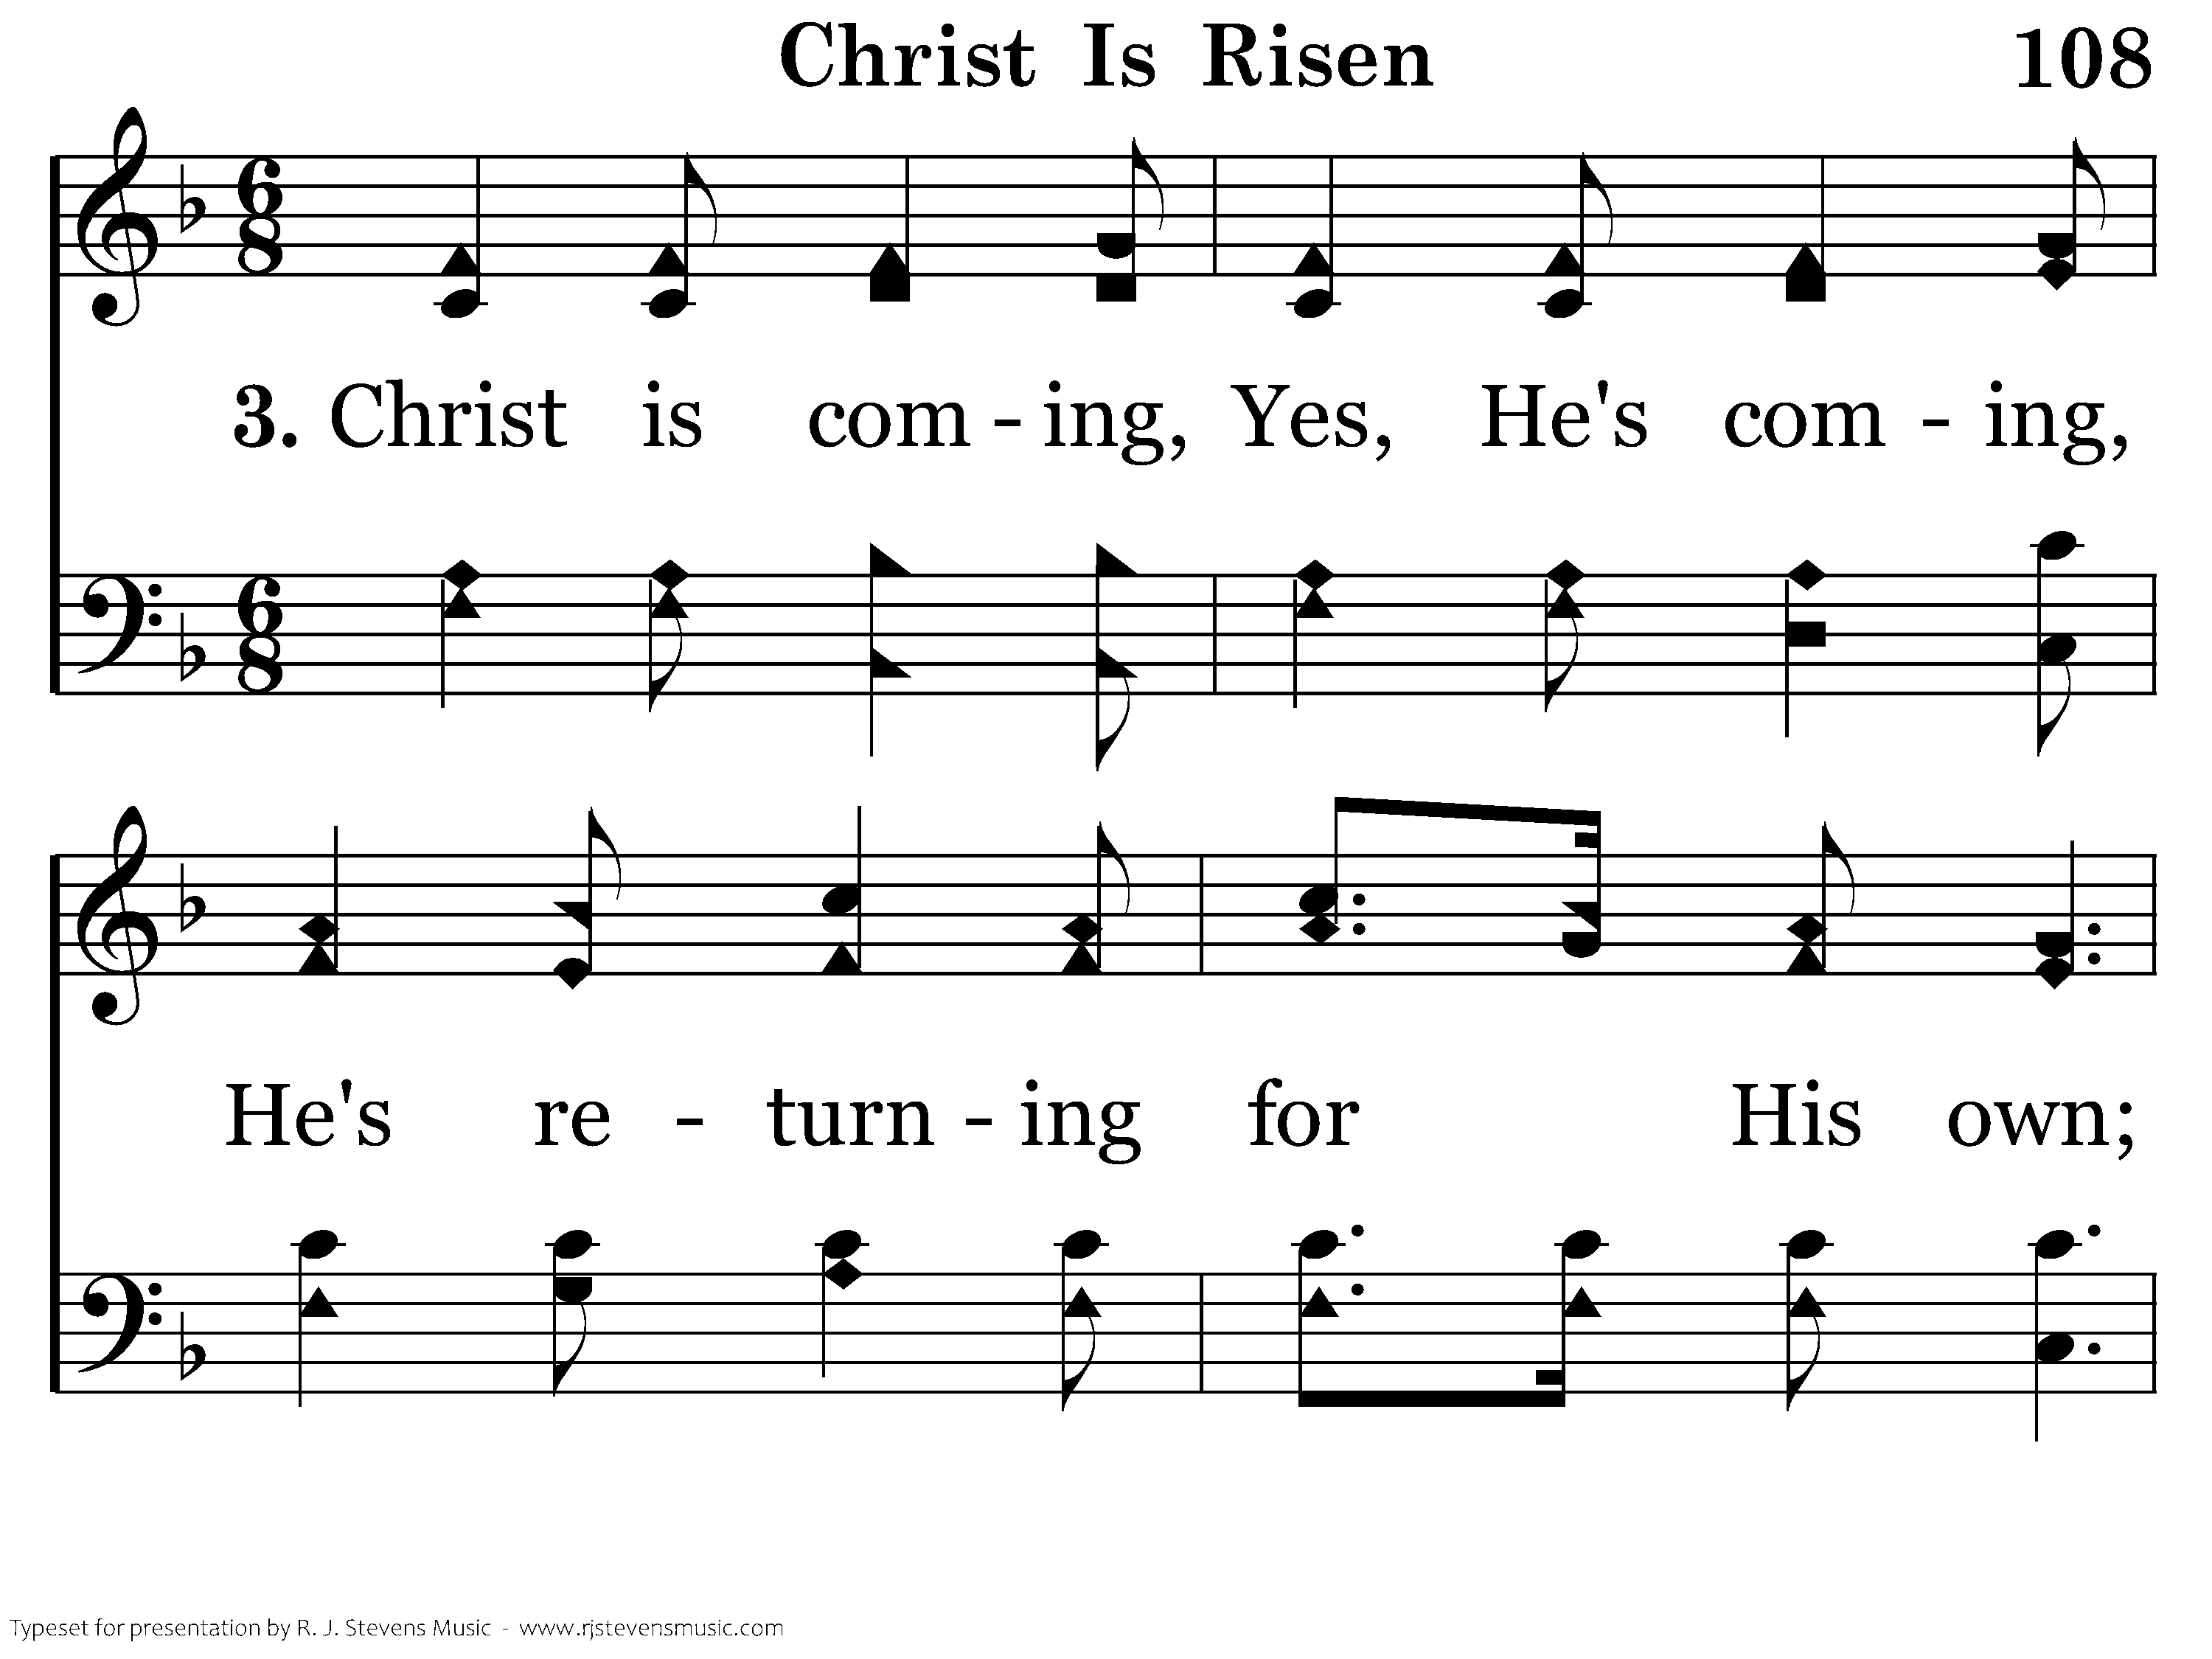 Christ Is Risen 108
3. Christ is com - ing, Yes, He's com - ing,
He's re - turn - ing for His own;
Typeset for presentation by R. J. Stevens Music - www.rjstevensmusic.com